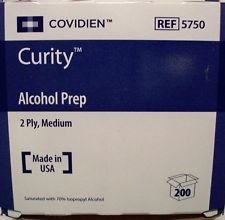 COVIDIEN™ REF 5750
Curity™
Alcohol Prep
2 Ply, Medium
Made in
USA
200
Saturated with 70% Isopropyl Alcohol